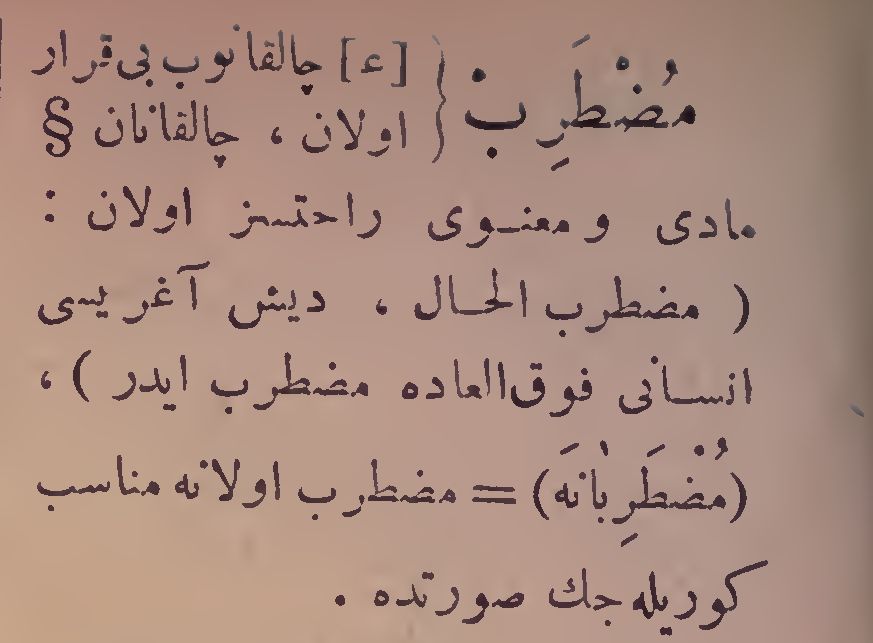 مُضْطَرِبْ { [ع] چالقانوب بی‌قرار
اولان ، چالقانان §
مادی و معنوی راحتسز اولان :
( مضطرب الحال ، دیش آغریسی
انسانی فوق‌العاده مضطرب ایدر ) ،
(مُضْطَرِبَانَه) = مضطرب اولانه مناسب
کوریله‌جك صورتده .